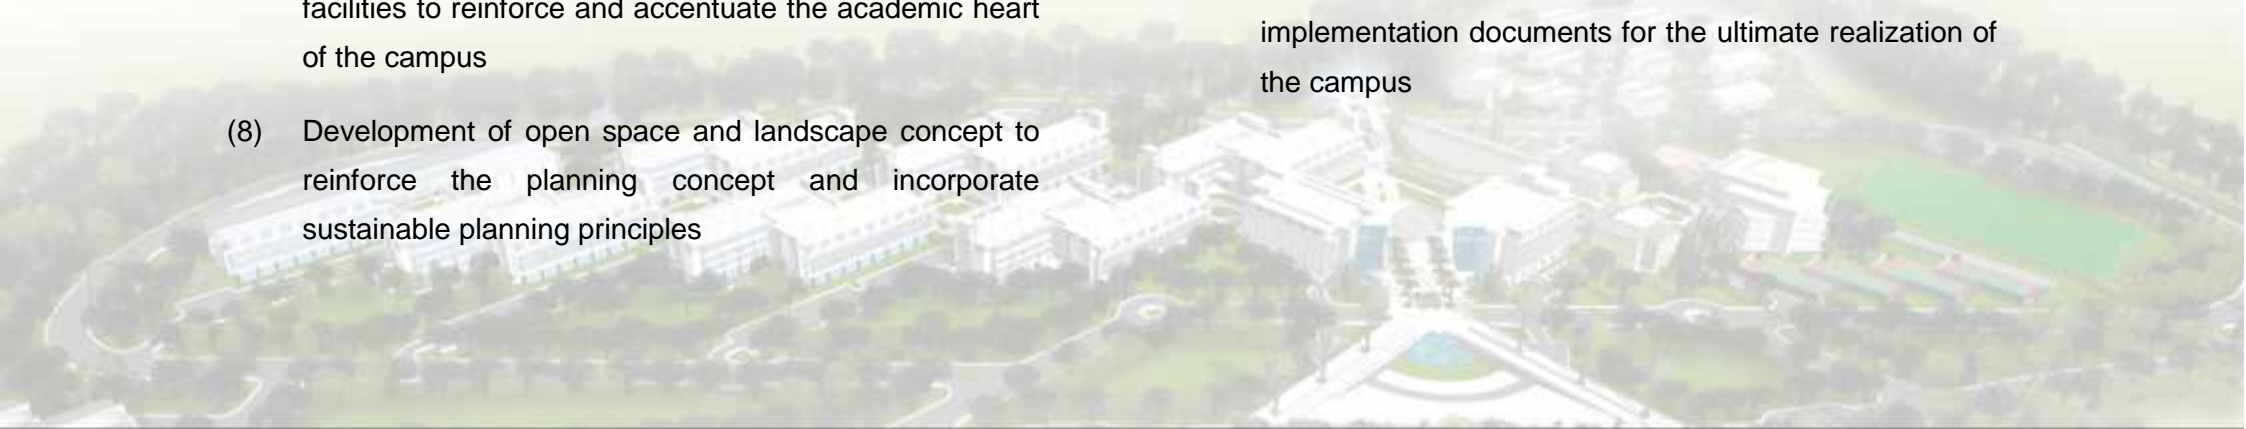 facilities to reinforce and accentuate the academic heart
of the campus
(8) Development of open space and landscape concept to
reinforce the planning concept and incorporate
sustainable planning principles
implementation documents for the ultimate realization of
the campus